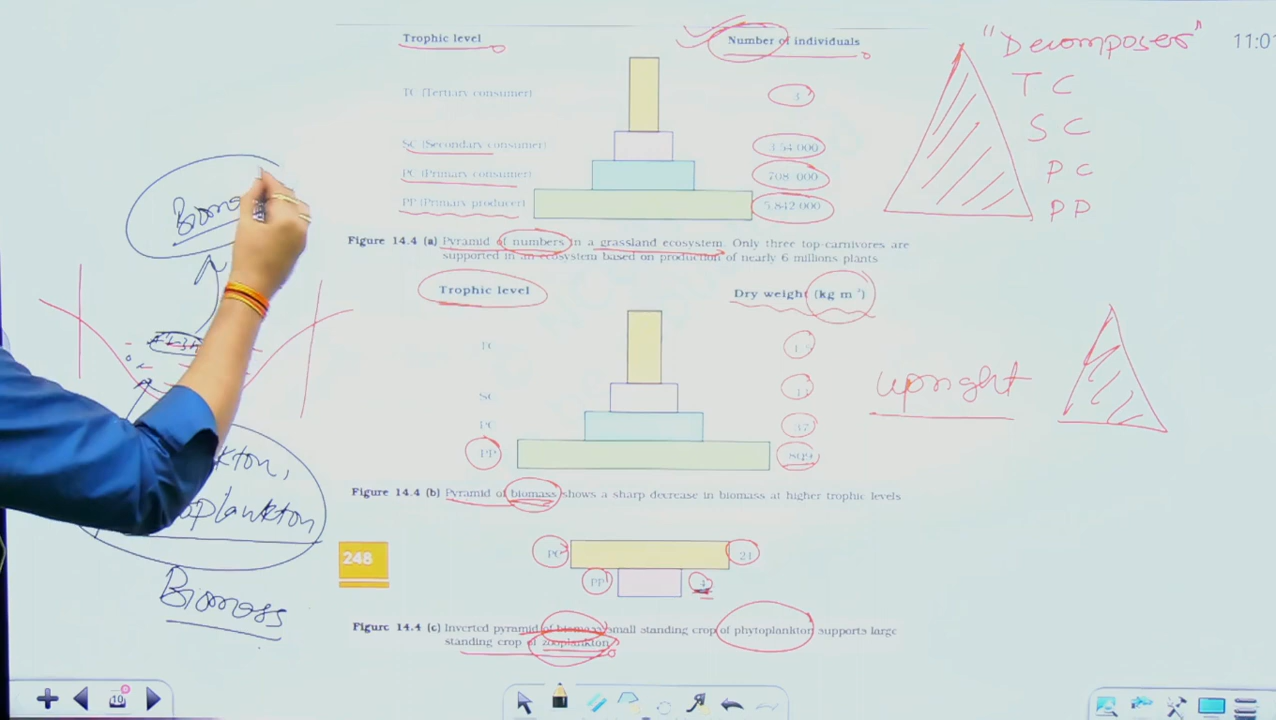 Trophic level Number of individuals
"Decomposer"
11:01
TC (Tertiary consumer) 3
T C
SC (Secondary consumer) 3,54,000
S C
PC (Primary consumer) 708,000
P C
PP (Primary producer) 5,842,000
P P
Figure 14.4 (a) Pyramid of numbers in a grassland ecosystem. Only three top-carnivores are
supported in an ecosystem based on production of nearly 6 millions plants
Trophic level Dry weight (kg m
SC 11
upright
PC 37
PP 809
Figure 14.4 (b) Pyramid of biomass shows a sharp decrease in biomass at higher trophic levels
PC 21
PP 4
248
Figure 14.4 (c) Inverted pyramid of biomass small standing crop of phytoplankton supports large
standing crop of zooplankton
Biomass
10